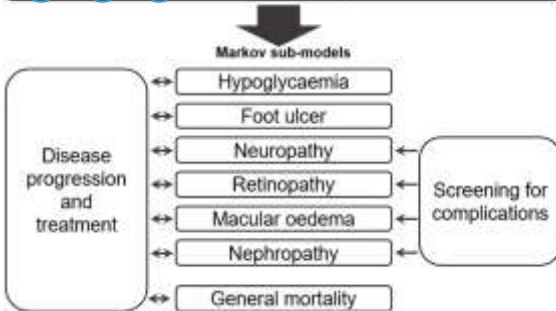 Markov sub-models
Hypoglycaemia
Foot ulcer
Neuropathy
Retinopathy
Macular oedema
Nephropathy
General mortality
Disease
progression
and
treatment
Screening for
complications